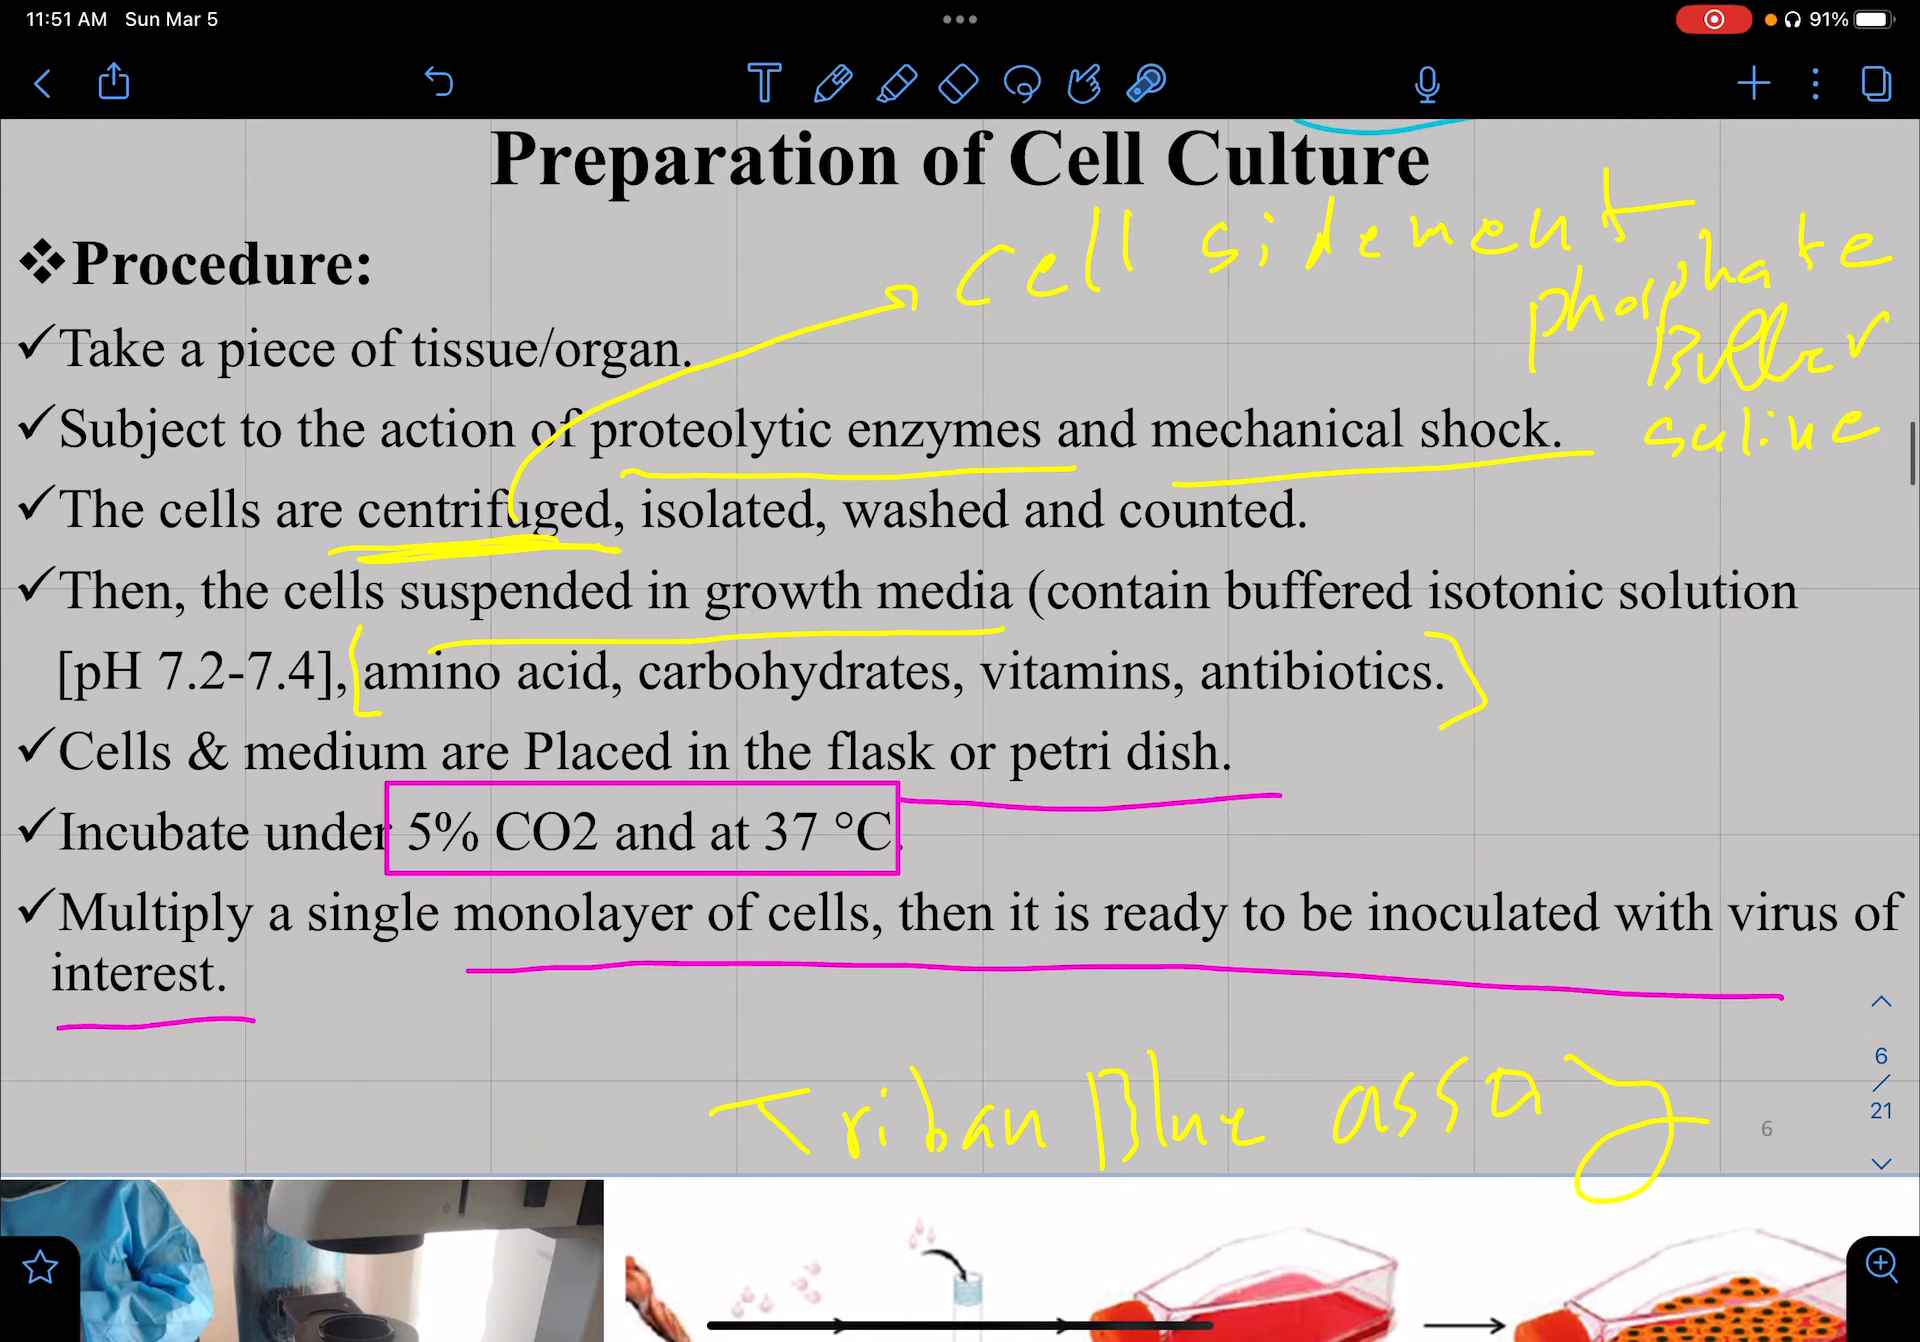 11:51 AM Sun Mar 5
91%
Preparation of Cell Culture
cell sidement
phosphate
Buffer
saline
❖Procedure:
✓Take a piece of tissue/organ.
✓Subject to the action of proteolytic enzymes and mechanical shock.
✓The cells are centrifuged, isolated, washed and counted.
✓Then, the cells suspended in growth media (contain buffered isotonic solution
[pH 7.2-7.4], amino acid, carbohydrates, vitamins, antibiotics.
✓Cells & medium are Placed in the flask or petri dish.
✓Incubate under 5% CO2 and at 37 °C.
✓Multiply a single monolayer of cells, then it is ready to be inoculated with virus of
interest.
Triban Blue assay
6
6
/
21